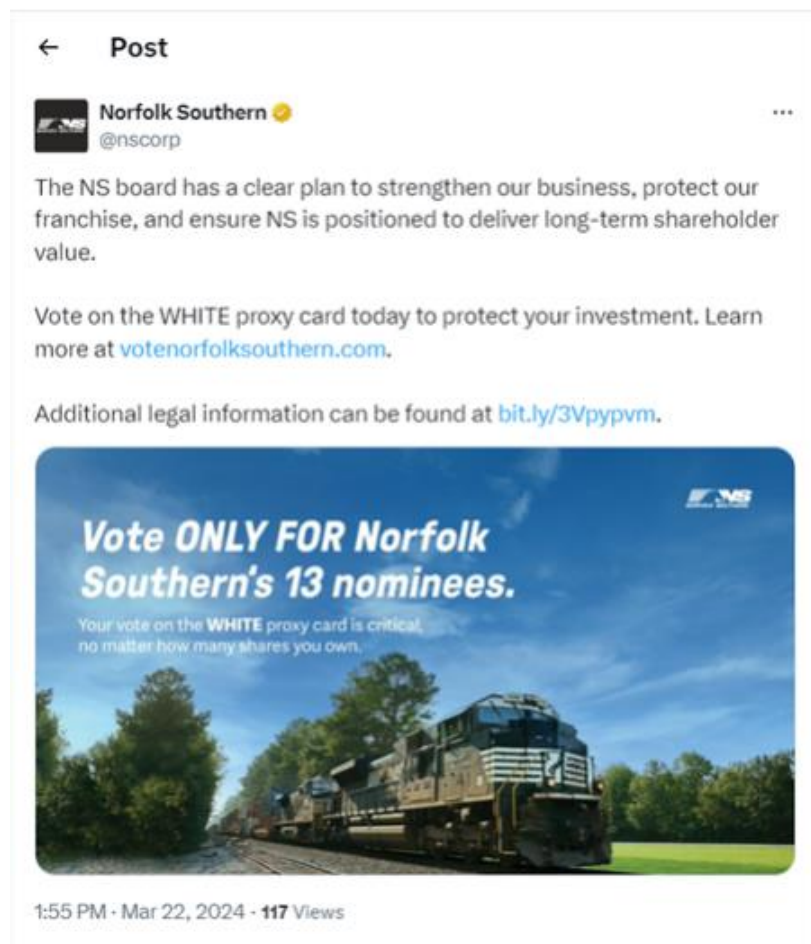 ← Post
Norfolk Southern
@nscorp
The NS board has a clear plan to strengthen our business, protect our
franchise, and ensure NS is positioned to deliver long-term shareholder
value.
Vote on the WHITE proxy card today to protect your investment. Learn
more at votenorfolksouthern.com.
Additional legal information can be found at bit.ly/3Vpypvm.
NS
Vote ONLY FOR Norfolk
Southern's 13 nominees.
Your vote on the WHITE proxy card is critical,
no matter how many shares you own.
1:55 PM · Mar 22, 2024 · 117 Views